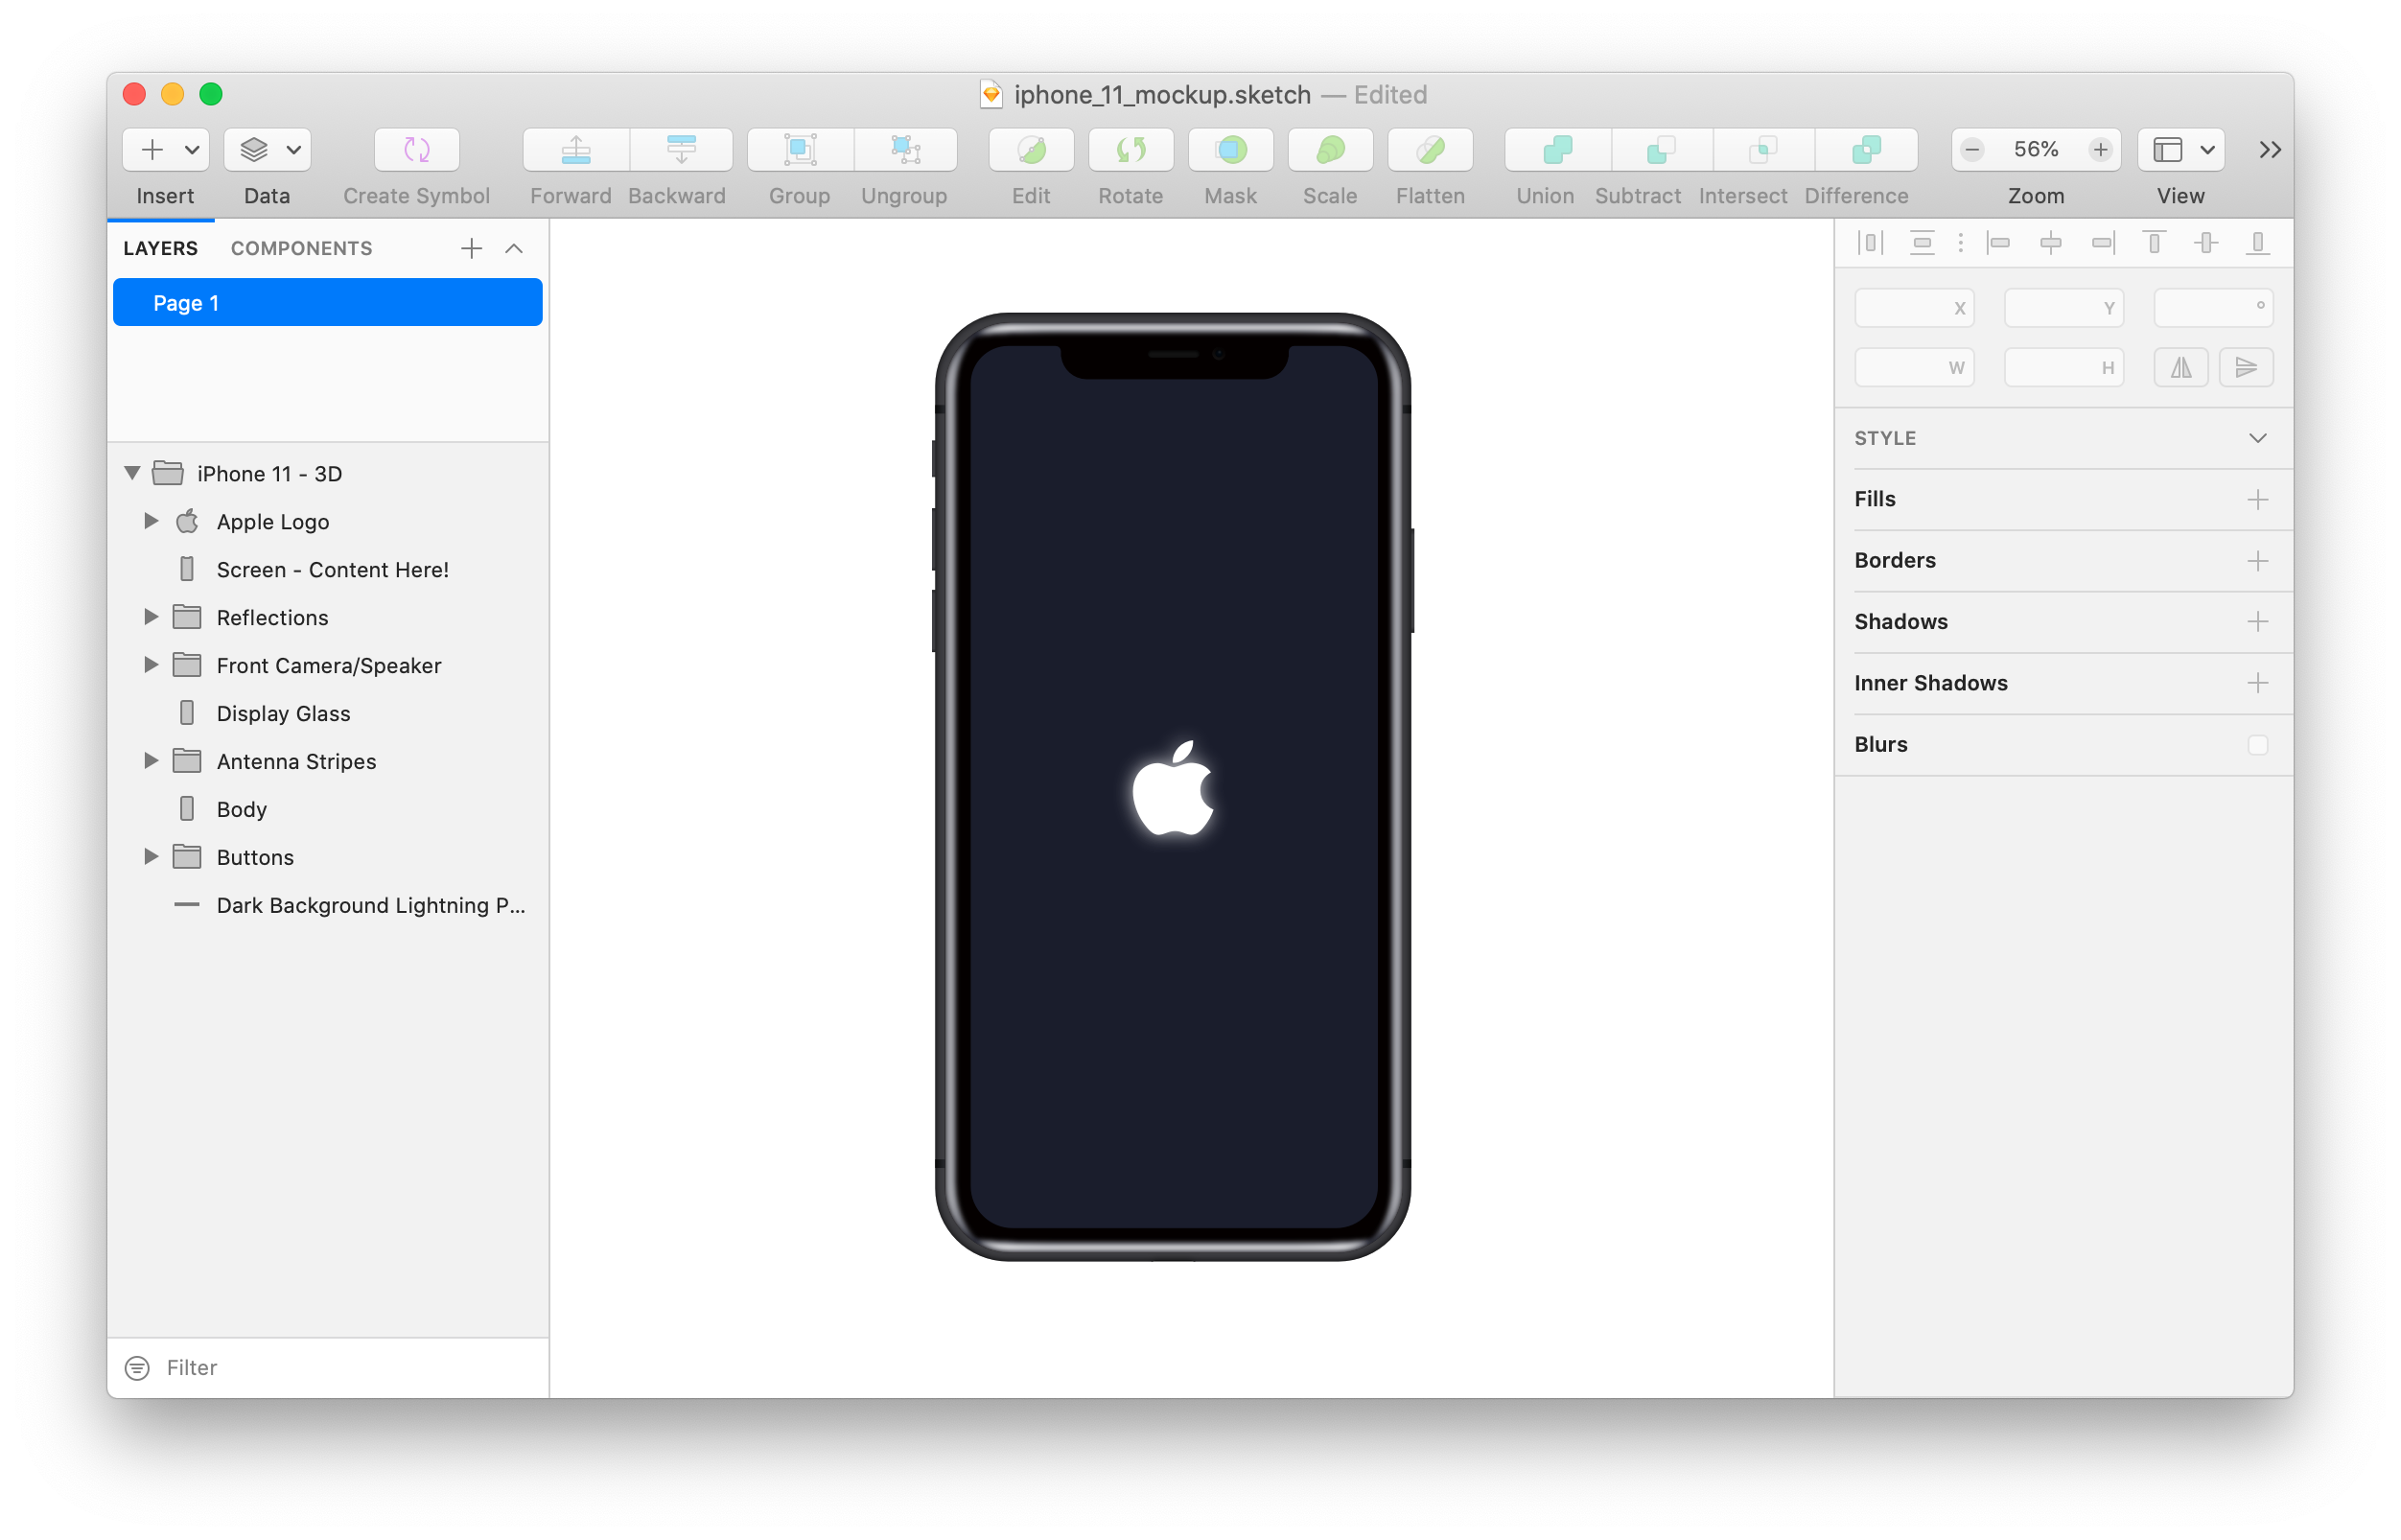 iphone_11_mockup.sketch — Edited
56%
Insert Data Create Symbol Forward Backward Group Ungroup Edit Rotate Mask Scale Flatten Union Subtract Intersect Difference Zoom View
LAYERS COMPONENTS
Page 1
iPhone 11 - 3D
Apple Logo
Screen - Content Here!
Reflections
Front Camera/Speaker
Display Glass
Antenna Stripes
Body
Buttons
Dark Background Lightning P...
Filter
X Y °
W H
STYLE
Fills
Borders
Shadows
Inner Shadows
Blurs